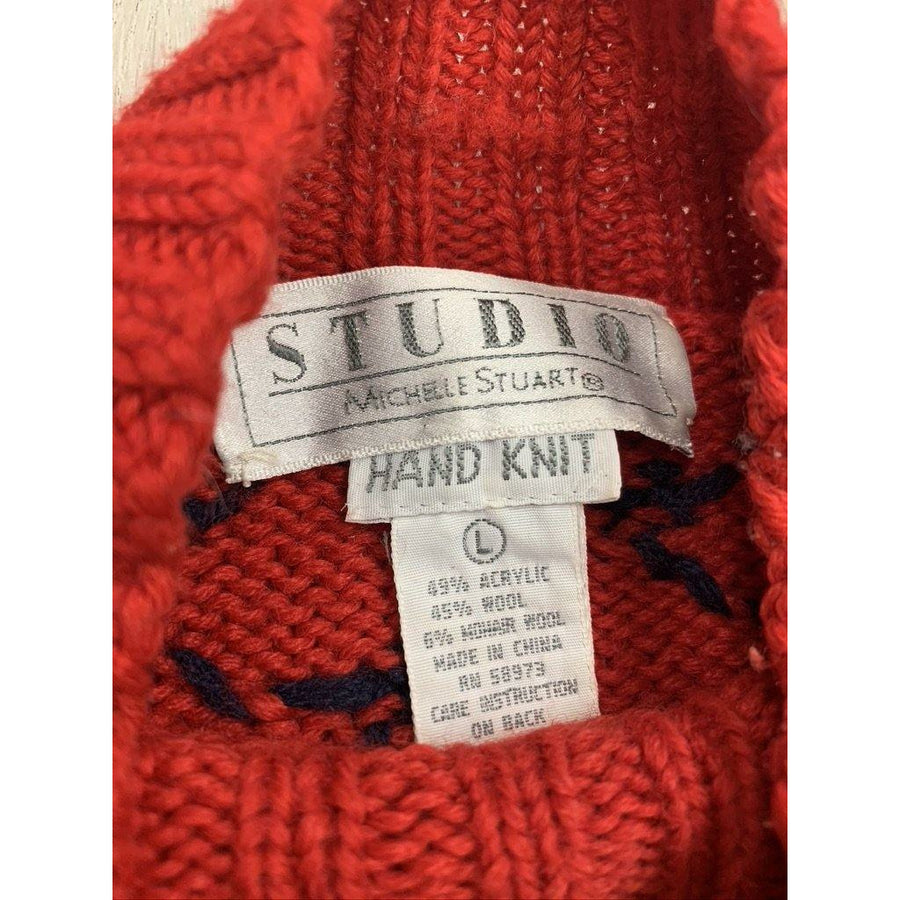 STUDIO
MICHELLE STUART®
HAND KNIT
L
49% ACRYLIC
45% WOOL
6% MOHAIR WOOL
MADE IN CHINA
RN 58973
CARE INSTRUCTION
ON BACK